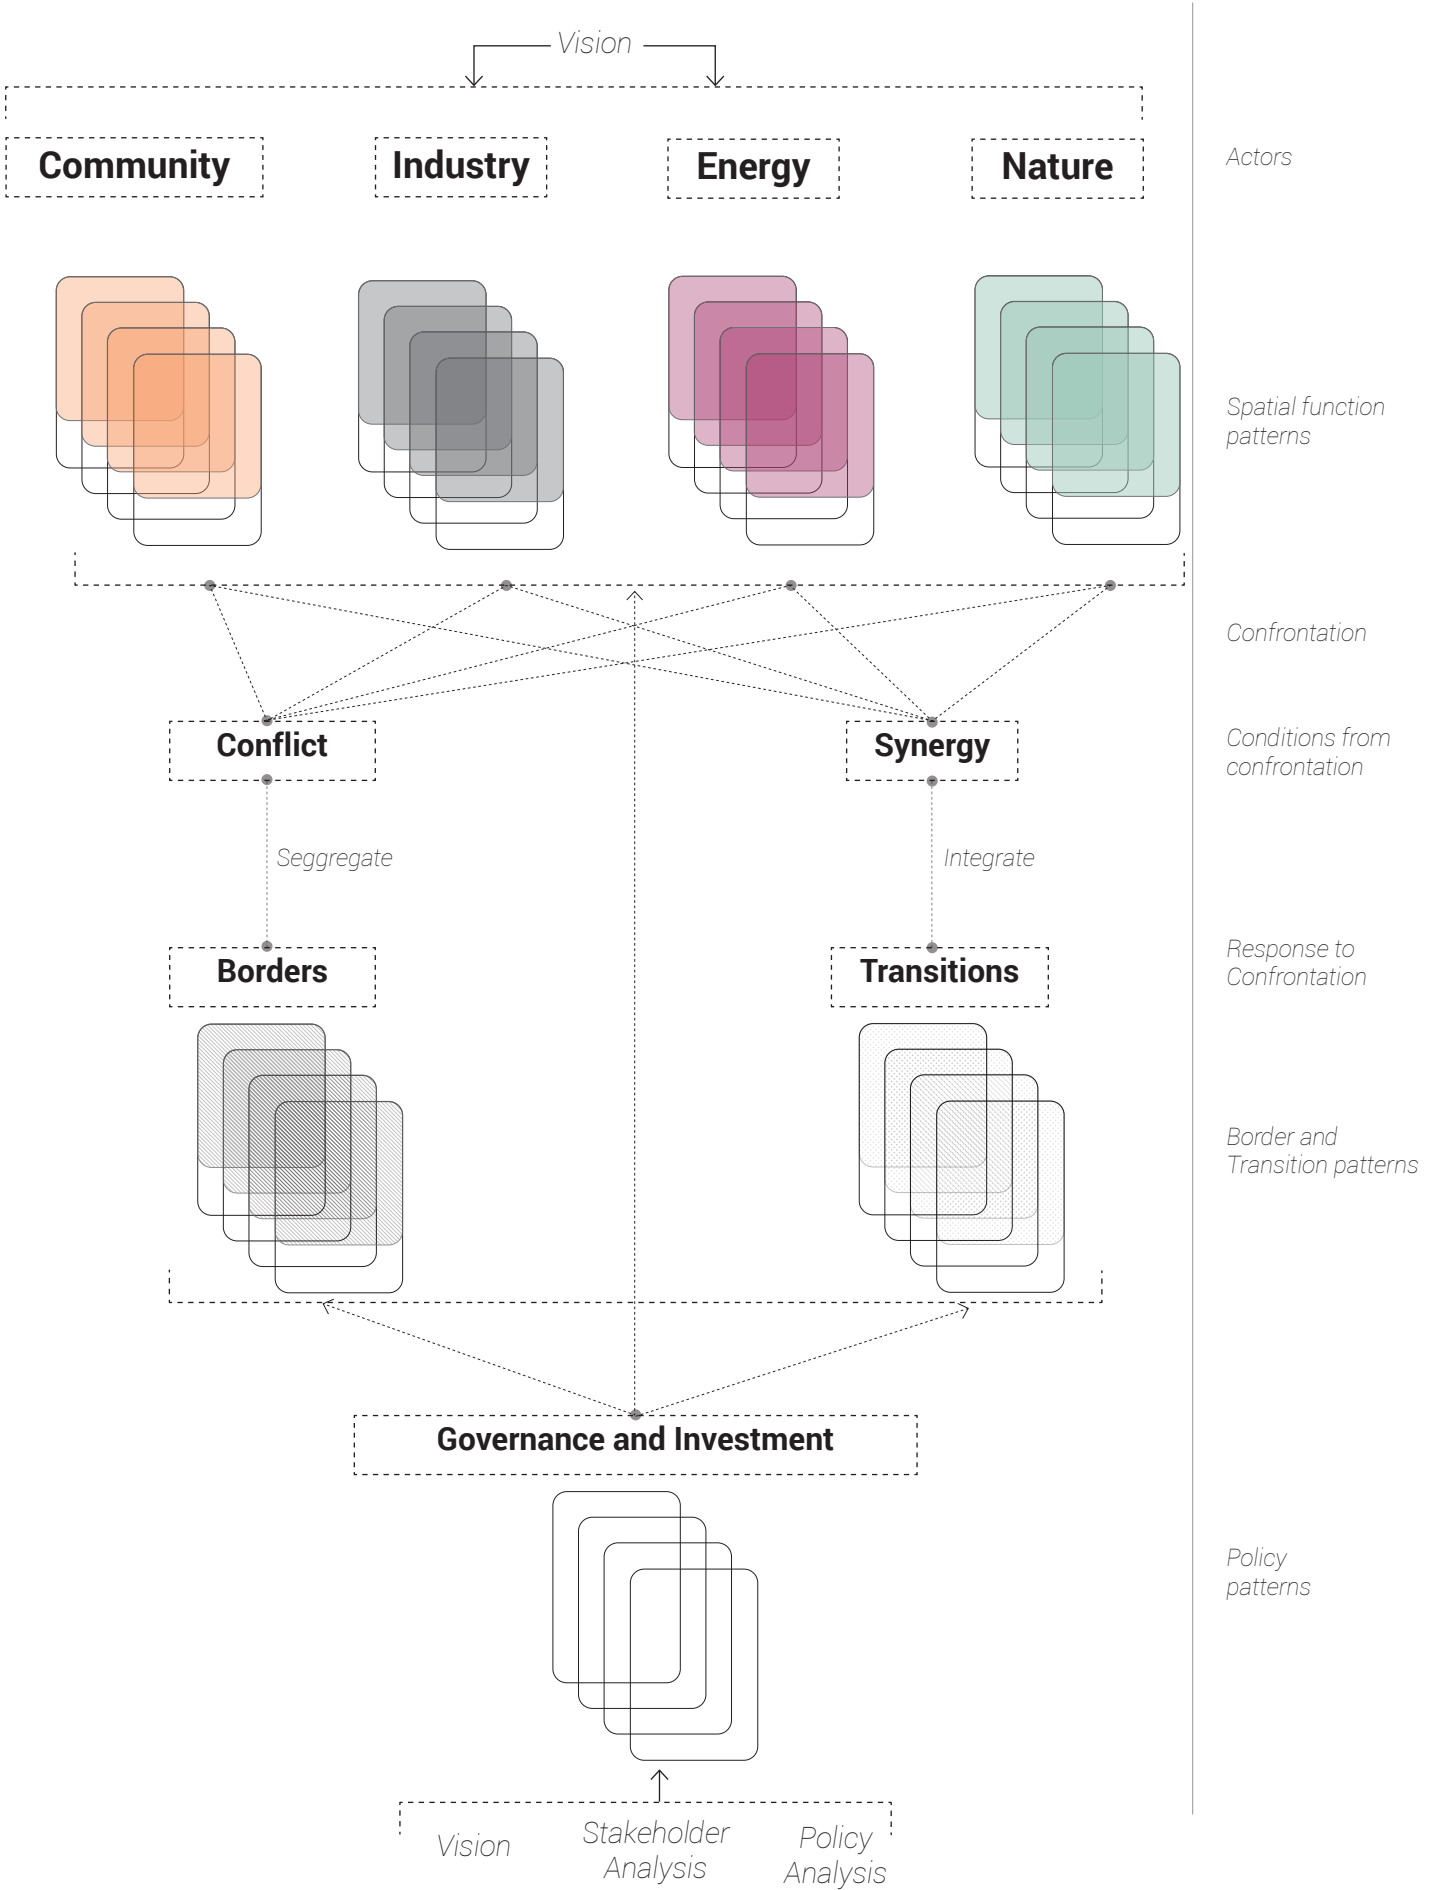 Vision
Community
Industry
Energy
Nature
Actors
Spatial function
patterns
Confrontation
Conflict
Synergy
Conditions from
confrontation
Seggregate
Integrate
Borders
Transitions
Response to
Confrontation
Border and
Transition patterns
Governance and Investment
Policy
patterns
Vision
Stakeholder
Analysis
Policy
Analysis